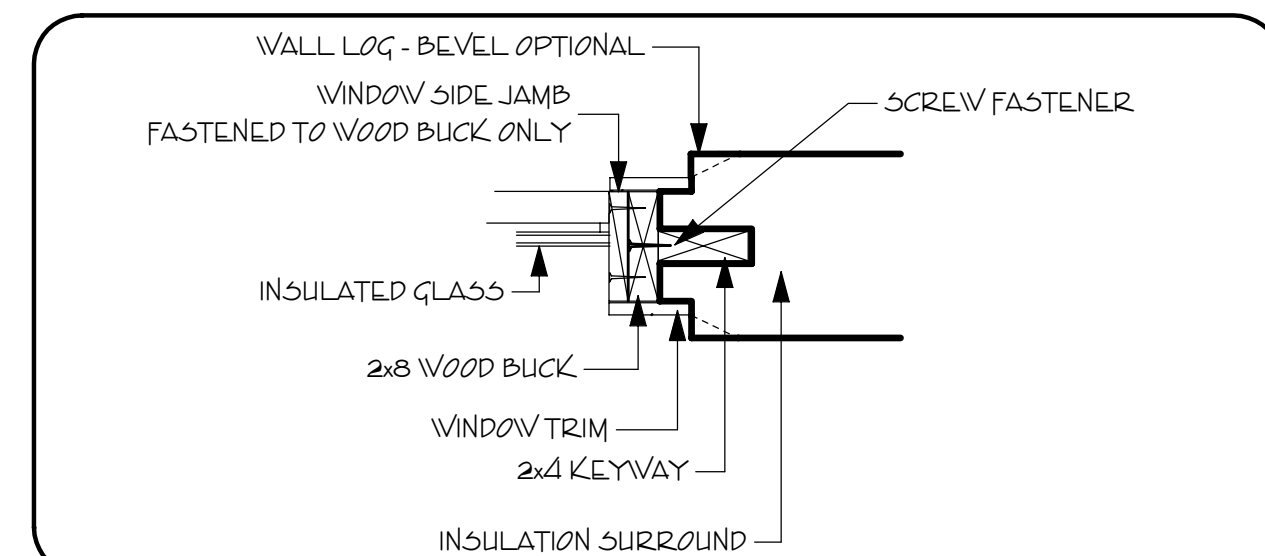 WALL LOG - BEVEL OPTIONAL
WINDOW SIDE JAMB
FASTENED TO WOOD BUCK ONLY
SCREW FASTENER
INSULATED GLASS
2x8 WOOD BUCK
WINDOW TRIM
2x4 KEYWAY
INSULATION SURROUND